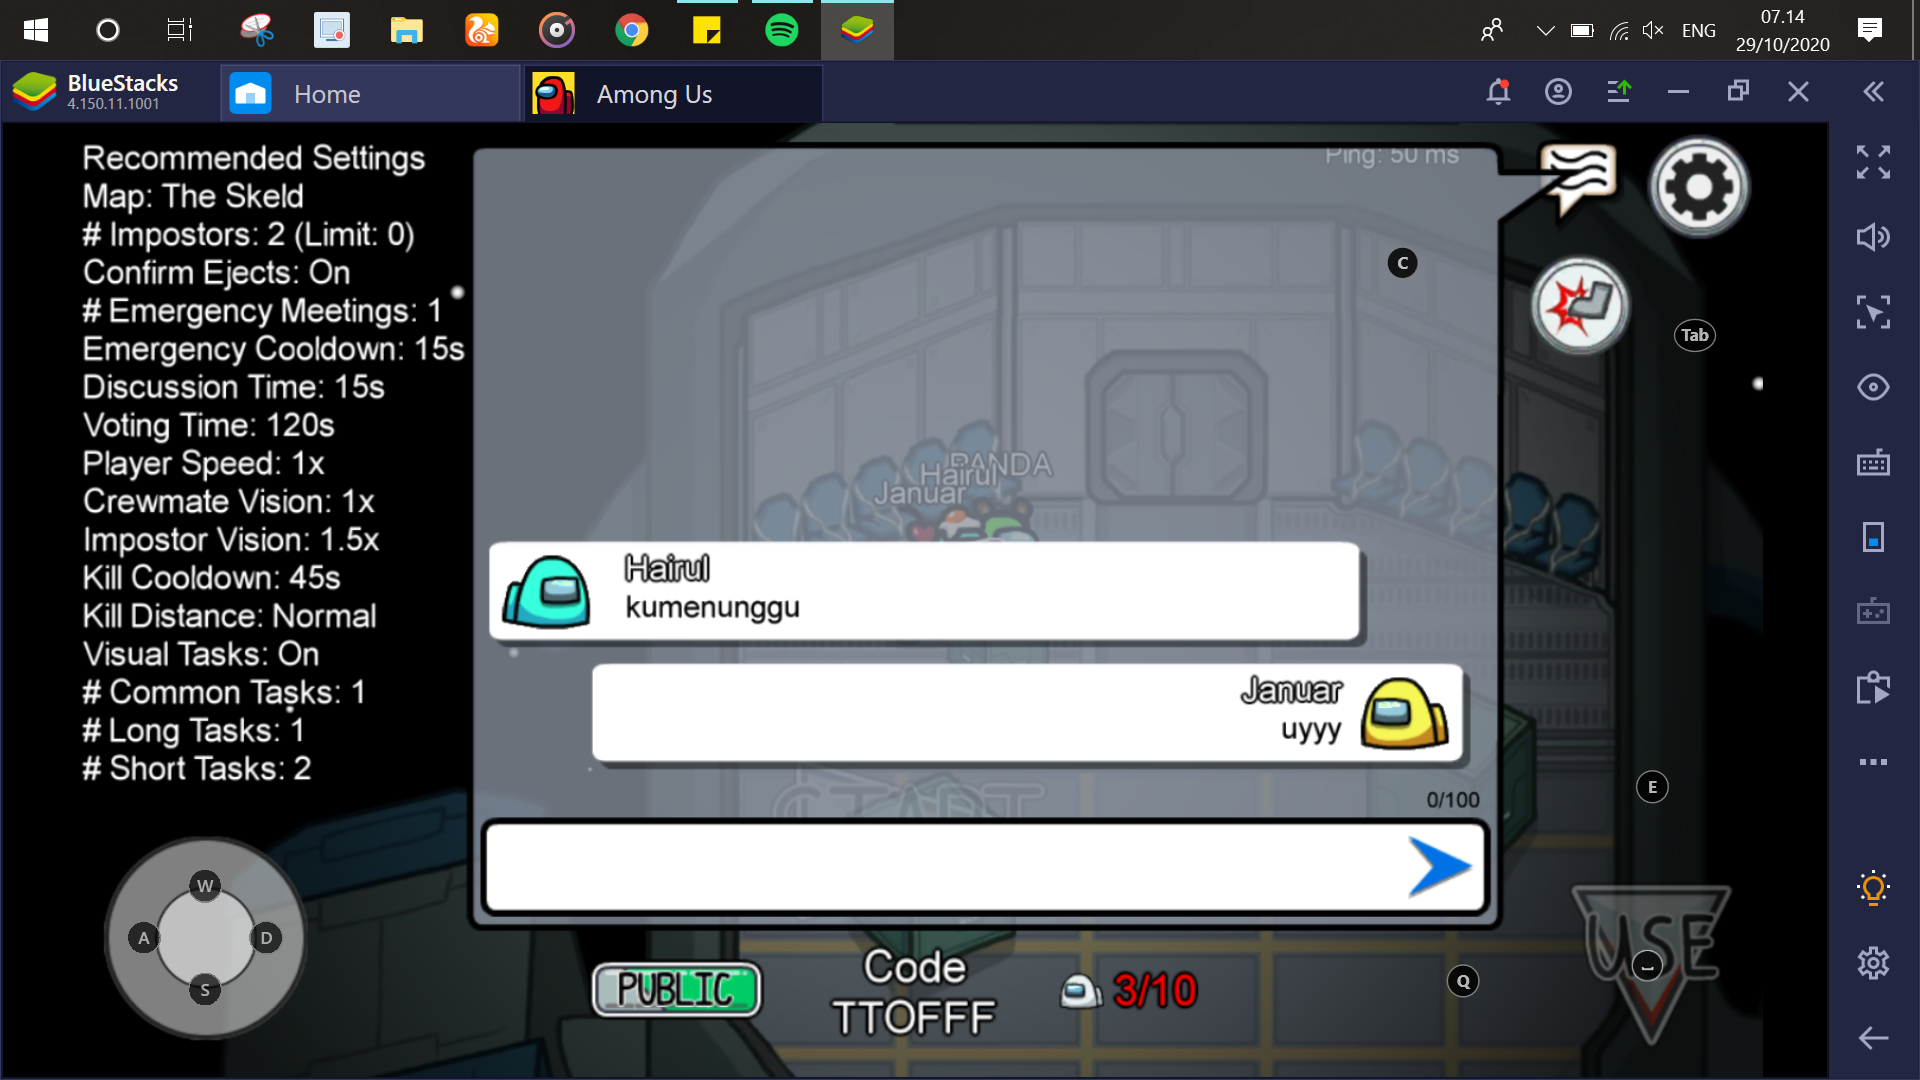 07.14
ENG
29/10/2020
BlueStacks
4.150.11.1001
Home
Among Us
Recommended Settings
Map: The Skeld
# Impostors: 2 (Limit: 0)
Confirm Ejects: On
# Emergency Meetings: 1
Emergency Cooldown: 15s
Discussion Time: 15s
Voting Time: 120s
Player Speed: 1x
Crewmate Vision: 1x
Impostor Vision: 1.5x
Kill Cooldown: 45s
Kill Distance: Normal
Visual Tasks: On
# Common Tasks: 1
# Long Tasks: 1
# Short Tasks: 2
Ping: 50 ms
C
Tab
PANDA
Hairul
Januar
Hairul
kumenunggu
Januar
uyyy
START
0/100
E
W
A
D
S
PUBLIC
Code
TTOFFF
3/10
Q
USE